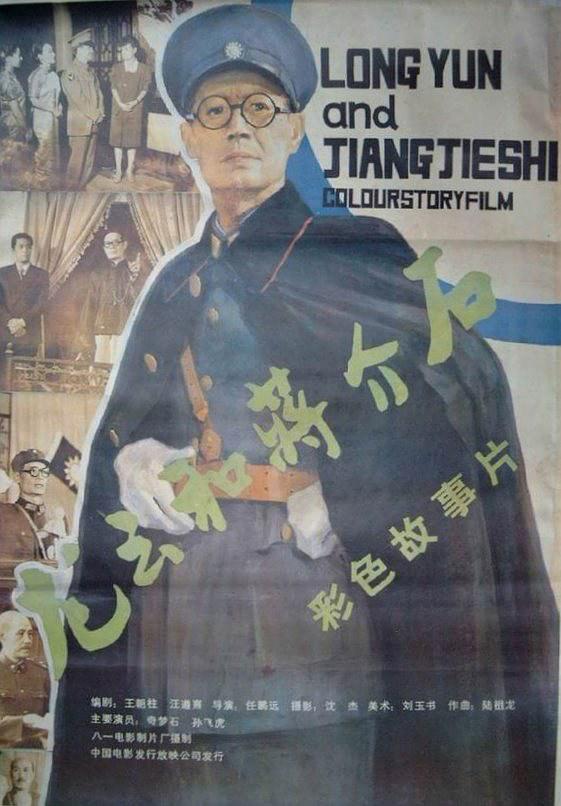 LONG YUN
and
JIANG JIESHI
COLOURSTORYFILM
龙云和蒋介石
彩色故事片
编剧：王朝柱 汪遵熹 导演：任鹏远 摄影：沈杰 美术：刘玉书 作曲：陆祖龙
主要演员：奇梦石 孙飞虎
八一电影制片厂摄制
中国电影发行放映公司发行